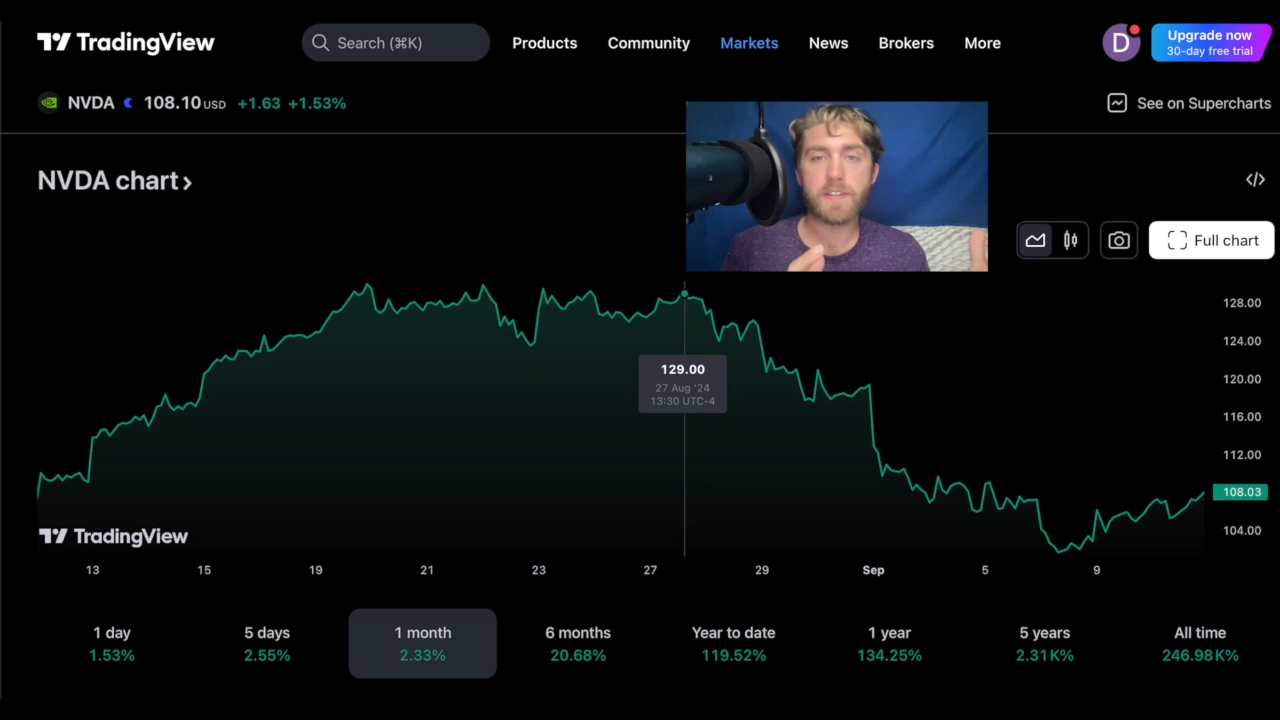 TradingView
Search (⌘K)
Products
Community
Markets
News
Brokers
More
D
Upgrade now
30-day free trial
NVDA 108.10 USD +1.63 +1.53%
See on Supercharts
NVDA chart ›
</>
Full chart
128.00
124.00
120.00
116.00
112.00
108.03
104.00
129.00
27 Aug '24
13:30 UTC-4
TradingView
13 15 19 21 23 27 29 Sep 5 9
1 day
1.53%
5 days
2.55%
1 month
2.33%
6 months
20.68%
Year to date
119.52%
1 year
134.25%
5 years
2.31K%
All time
246.98K%